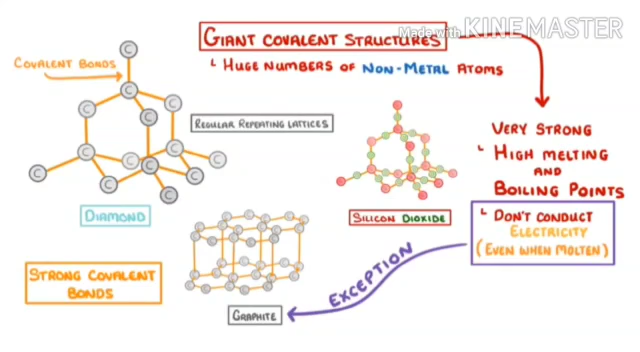 Made with KINEMASTER
GIANT COVALENT STRUCTURES
HUGE NUMBERS OF NON-METAL ATOMS
COVALENT BONDS
C
C
C
C
C
C
C
C
C
C
C
C
C
C
REGULAR REPEATING LATTICES
VERY STRONG
HIGH MELTING
AND
BOILING POINTS
DIAMOND
SILICON DIOXIDE
DON'T CONDUCT
ELECTRICITY
(EVEN WHEN MOLTEN)
STRONG COVALENT
BONDS
EXCEPTION
GRAPHITE